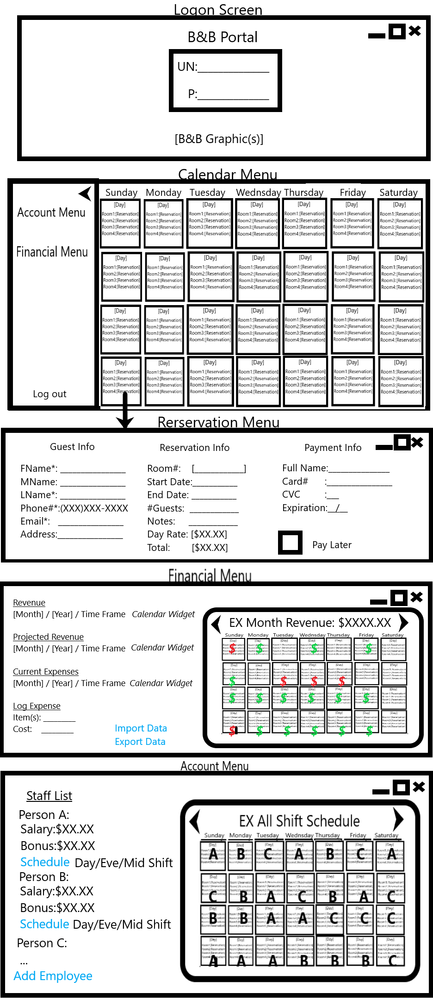 Logon Screen
B&B Portal
UN:______________
P:______________
[B&B Graphic(s)]
Calendar Menu
Account Menu
Financial Menu
Log out
Sunday Monday Tuesday Wednsday Thursday Friday Saturday
[Day] [Day] [Day] [Day] [Day] [Day] [Day]
Room1:[Reservation] Room1:[Reservation] Room1:[Reservation] Room1:[Reservation] Room1:[Reservation] Room1:[Reservation] Room1:[Reservation]
Room2:[Reservation] Room2:[Reservation] Room2:[Reservation] Room2:[Reservation] Room2:[Reservation] Room2:[Reservation] Room2:[Reservation]
Room3:[Reservation] Room3:[Reservation] Room3:[Reservation] Room3:[Reservation] Room3:[Reservation] Room3:[Reservation] Room3:[Reservation]
Room4:[Reservation] Room4:[Reservation] Room4:[Reservation] Room4:[Reservation] Room4:[Reservation] Room4:[Reservation] Room4:[Reservation]
[Day] [Day] [Day] [Day] [Day] [Day] [Day]
Room1:[Reservation] Room1:[Reservation] Room1:[Reservation] Room1:[Reservation] Room1:[Reservation] Room1:[Reservation] Room1:[Reservation]
Room2:[Reservation] Room2:[Reservation] Room2:[Reservation] Room2:[Reservation] Room2:[Reservation] Room2:[Reservation] Room2:[Reservation]
Room3:[Reservation] Room3:[Reservation] Room3:[Reservation] Room3:[Reservation] Room3:[Reservation] Room3:[Reservation] Room3:[Reservation]
Room4:[Reservation] Room4:[Reservation] Room4:[Reservation] Room4:[Reservation] Room4:[Reservation] Room4:[Reservation] Room4:[Reservation]
[Day] [Day] [Day] [Day] [Day] [Day] [Day]
Room1:[Reservation] Room1:[Reservation] Room1:[Reservation] Room1:[Reservation] Room1:[Reservation] Room1:[Reservation] Room1:[Reservation]
Room2:[Reservation] Room2:[Reservation] Room2:[Reservation] Room2:[Reservation] Room2:[Reservation] Room2:[Reservation] Room2:[Reservation]
Room3:[Reservation] Room3:[Reservation] Room3:[Reservation] Room3:[Reservation] Room3:[Reservation] Room3:[Reservation] Room3:[Reservation]
Room4:[Reservation] Room4:[Reservation] Room4:[Reservation] Room4:[Reservation] Room4:[Reservation] Room4:[Reservation] Room4:[Reservation]
[Day] [Day] [Day] [Day] [Day] [Day] [Day]
Room1:[Reservation] Room1:[Reservation] Room1:[Reservation] Room1:[Reservation] Room1:[Reservation] Room1:[Reservation] Room1:[Reservation]
Room2:[Reservation] Room2:[Reservation] Room2:[Reservation] Room2:[Reservation] Room2:[Reservation] Room2:[Reservation] Room2:[Reservation]
Room3:[Reservation] Room3:[Reservation] Room3:[Reservation] Room3:[Reservation] Room3:[Reservation] Room3:[Reservation] Room3:[Reservation]
Room4:[Reservation] Room4:[Reservation] Room4:[Reservation] Room4:[Reservation] Room4:[Reservation] Room4:[Reservation] Room4:[Reservation]
Rerservation Menu
Guest Info
FName*: _______________
MName: _______________
LName*: _______________
Phone#*:(XXX)XXX-XXXX
Email*: _______________
Address:_______________
Reservation Info
Room#: [___________]
Start Date:__________
End Date: __________
#Guests: ___________
Notes: ___________
Day Rate: [$XX.XX]
Total: [$XX.XX]
Payment Info
Full Name:______________
Card# :_______________
CVC :___
Expiration:__/__
Pay Later
Financial Menu
Revenue
[Month] / [Year] / Time Frame Calendar Widget
Projected Revenue
[Month] / [Year] / Time Frame Calendar Widget
Current Expenses
[Month] / [Year] / Time Frame Calendar Widget
Log Expense
Item(s): ________
Cost: ________
Import Data
Export Data
EX Month Revenue: $XXXX.XX
Sunday Monday Tuesday Wednsday Thursday Friday Saturday
$ $ $ $
$ $ $ $
$ $ $ $ $ $
$ $ $ $ $ $
Account Menu
Staff List
Person A:
Salary:$XX.XX
Bonus:$XX.XX
Schedule Day/Eve/Mid Shift
Person B:
Salary:$XX.XX
Bonus:$XX.XX
Schedule Day/Eve/Mid Shift
Person C:
...
Add Employee
EX All Shift Schedule
Sunday Monday Tuesday Wednsday Thursday Friday Saturday
A B C A B C A
C B A C B A C
B B A A C C C
A A A B B B C